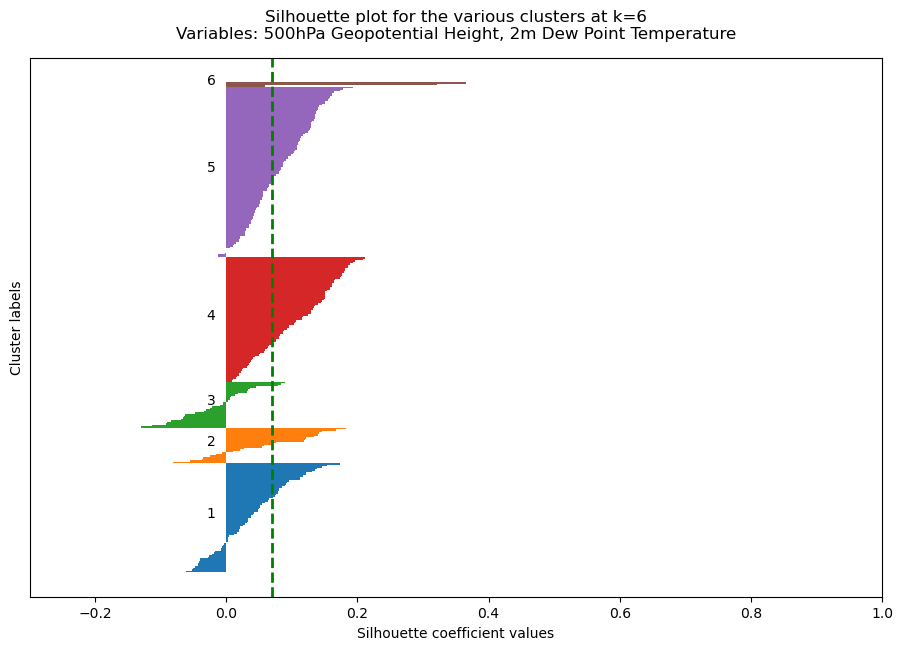 Silhouette plot for the various clusters at k=6
Variables: 500hPa Geopotential Height, 2m Dew Point Temperature
Cluster labels
6
5
4
3
2
1
−0.2 0.0 0.2 0.4 0.6 0.8 1.0
Silhouette coefficient values